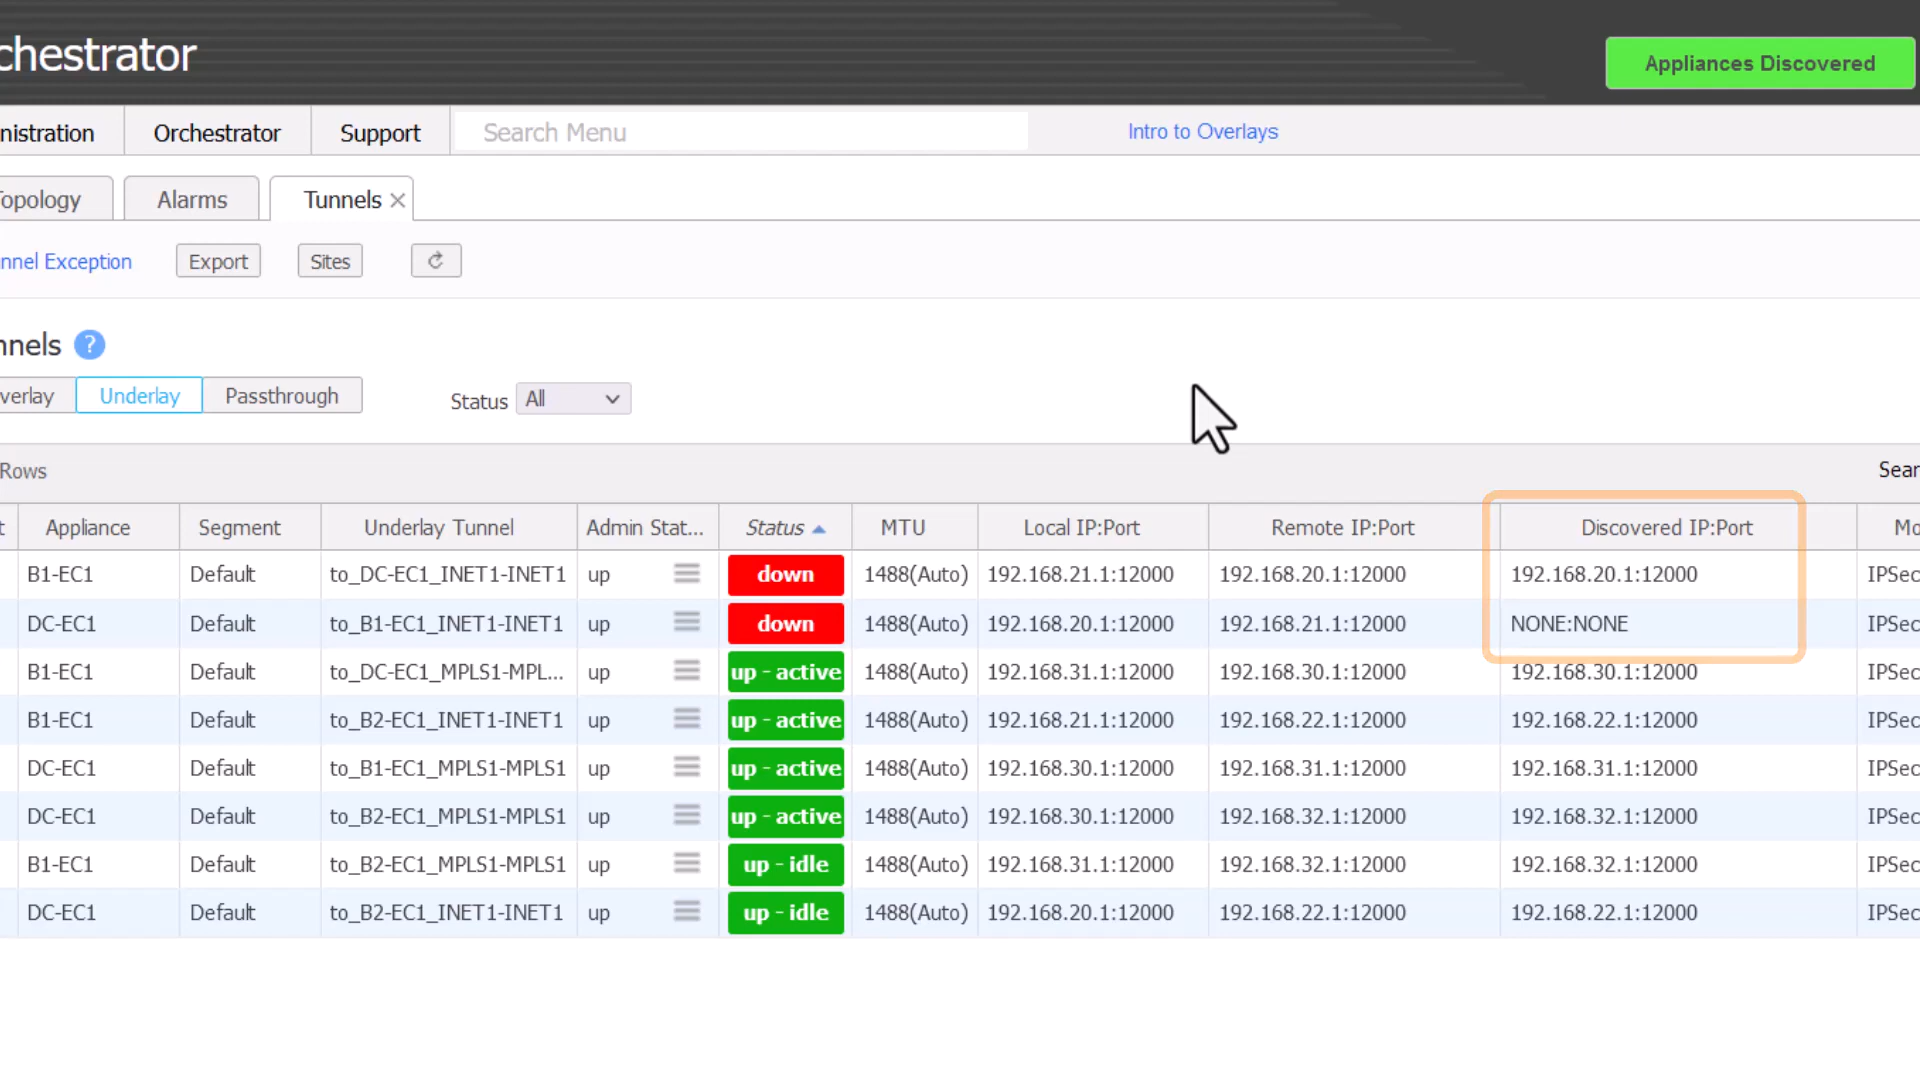 chestrator
Appliances Discovered
nistration Orchestrator Support Search Menu Intro to Overlays
Topology Alarms Tunnels
nnel Exception Export Sites
nnels ?
verlay Underlay Passthrough Status All
Rows Sear
t Appliance Segment Underlay Tunnel Admin Stat... Status MTU Local IP:Port Remote IP:Port Discovered IP:Port Mo
B1-EC1 Default to_DC-EC1_INET1-INET1 up down 1488(Auto) 192.168.21.1:12000 192.168.20.1:12000 192.168.20.1:12000 IPSec
DC-EC1 Default to_B1-EC1_INET1-INET1 up down 1488(Auto) 192.168.20.1:12000 192.168.21.1:12000 NONE:NONE IPSec
B1-EC1 Default to_DC-EC1_MPLS1-MPL... up up - active 1488(Auto) 192.168.31.1:12000 192.168.30.1:12000 192.168.30.1:12000 IPSec
B1-EC1 Default to_B2-EC1_INET1-INET1 up up - active 1488(Auto) 192.168.21.1:12000 192.168.22.1:12000 192.168.22.1:12000 IPSec
DC-EC1 Default to_B1-EC1_MPLS1-MPLS1 up up - active 1488(Auto) 192.168.30.1:12000 192.168.31.1:12000 192.168.31.1:12000 IPSec
DC-EC1 Default to_B2-EC1_MPLS1-MPLS1 up up - active 1488(Auto) 192.168.30.1:12000 192.168.32.1:12000 192.168.32.1:12000 IPSec
B1-EC1 Default to_B2-EC1_MPLS1-MPLS1 up up - idle 1488(Auto) 192.168.31.1:12000 192.168.32.1:12000 192.168.32.1:12000 IPSec
DC-EC1 Default to_B2-EC1_INET1-INET1 up up - idle 1488(Auto) 192.168.20.1:12000 192.168.22.1:12000 192.168.22.1:12000 IPSec